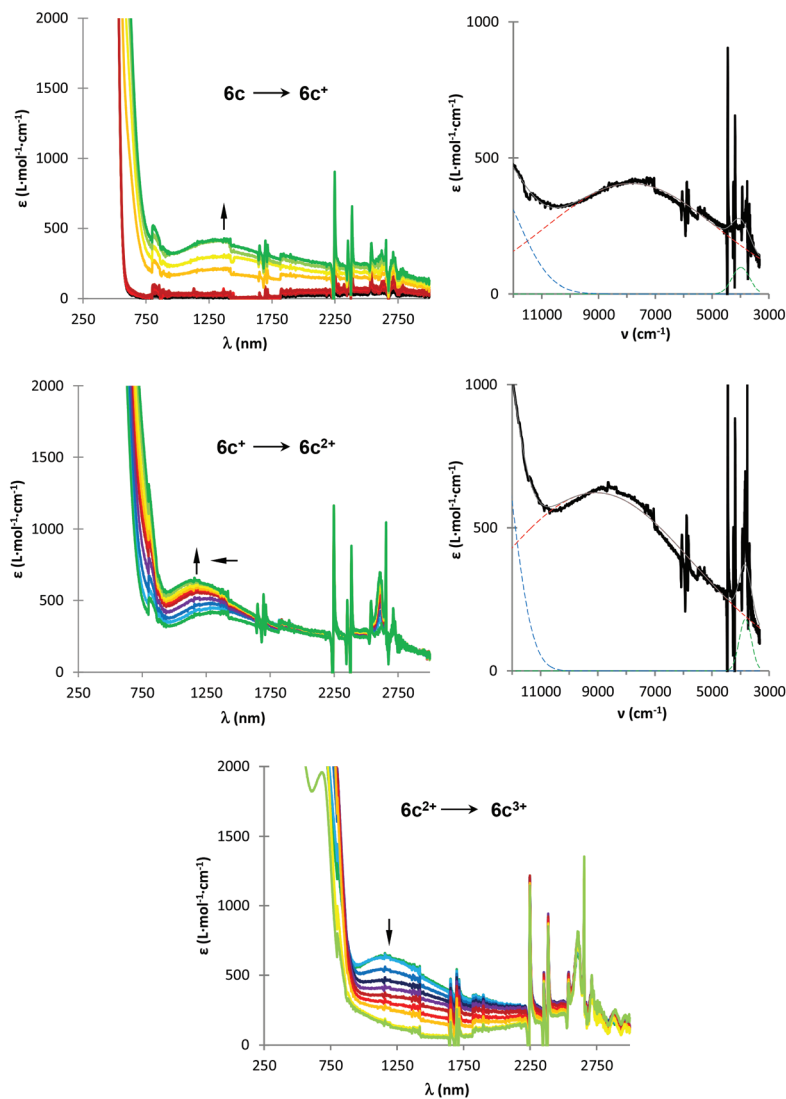 2000
1500
1000
500
0
ε (L·mol⁻¹·cm⁻¹)
6c ⟶ 6c⁺
250 750 1250 1750 2250 2750
λ (nm)
1000
500
0
ε (L·mol⁻¹·cm⁻¹)
11000 9000 7000 5000 3000
ν (cm⁻¹)
2000
1500
1000
500
0
ε (L·mol⁻¹·cm⁻¹)
6c⁺ ⟶ 6c²⁺
250 750 1250 1750 2250 2750
λ (nm)
1000
500
0
ε (L·mol⁻¹·cm⁻¹)
11000 9000 7000 5000 3000
ν (cm⁻¹)
2000
1500
1000
500
0
ε (L·mol⁻¹·cm⁻¹)
6c²⁺ ⟶ 6c³⁺
250 750 1250 1750 2250 2750
λ (nm)